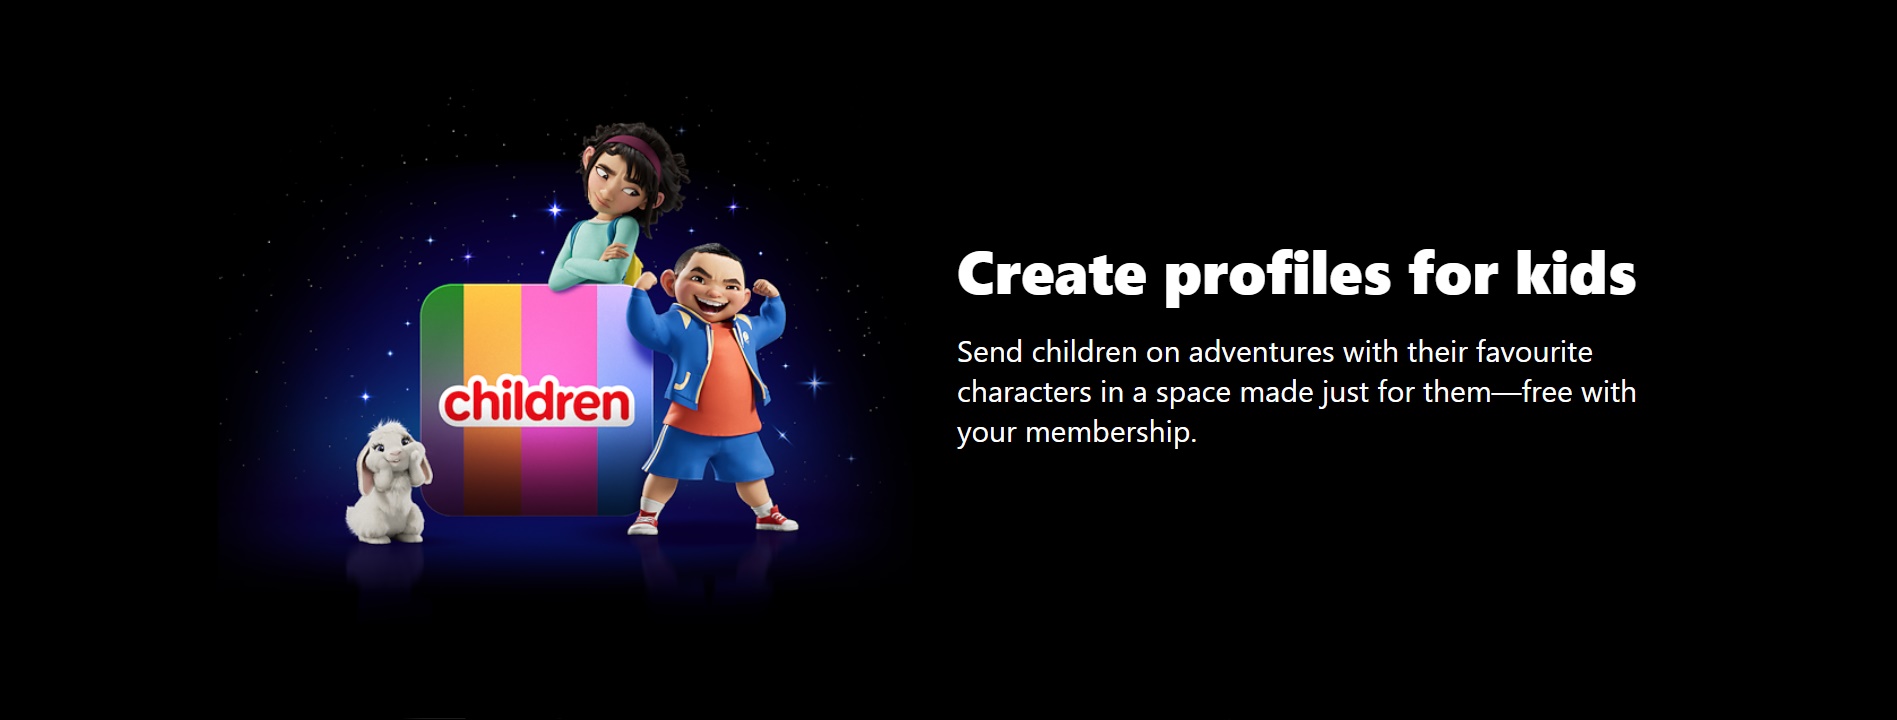 children
Create profiles for kids
Send children on adventures with their favourite
characters in a space made just for them—free with
your membership.